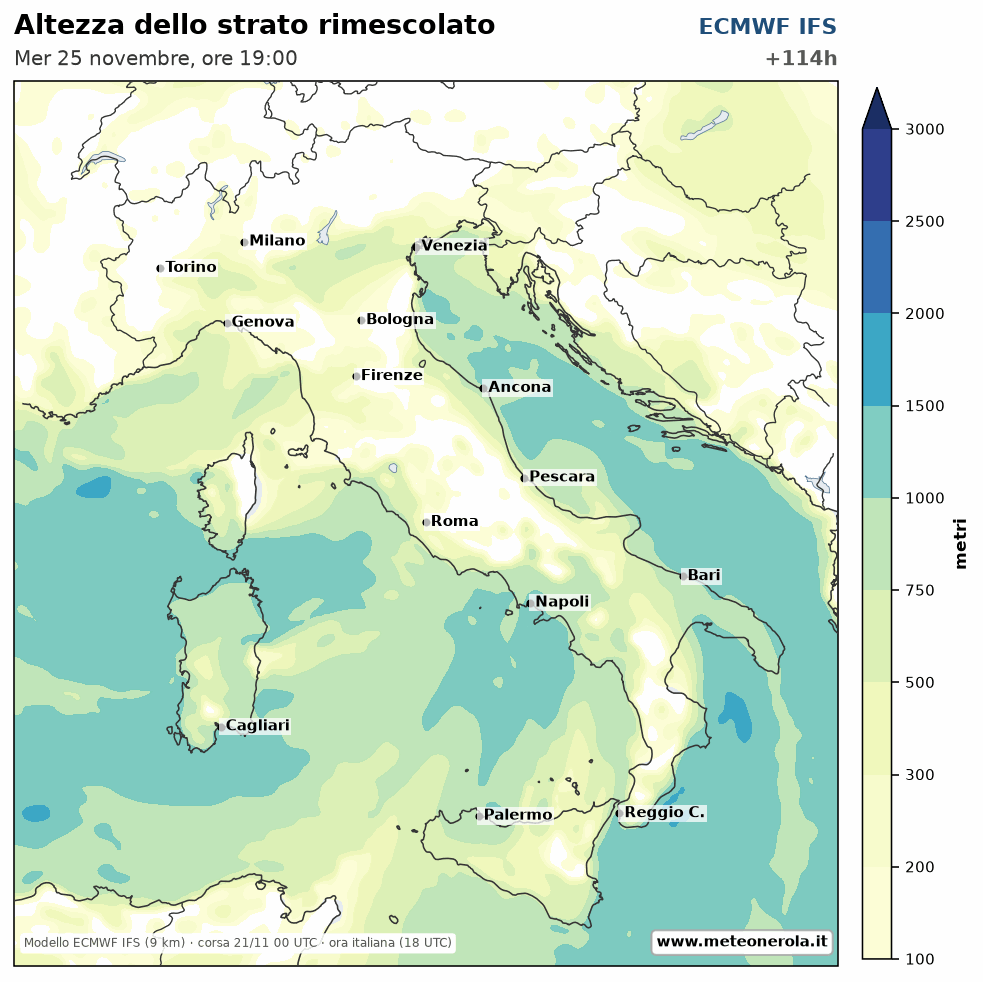 Altezza dello strato rimescolato
ECMWF IFS
Mer 25 novembre, ore 19:00
+114h
3000
2500
2000
1500
1000
750
500
300
200
100
metri
Milano
Venezia
Torino
Genova
Bologna
Firenze
Ancona
Pescara
Roma
Bari
Napoli
Cagliari
Palermo
Reggio C.
Modello ECMWF IFS (9 km) · corsa 21/11 00 UTC · ora italiana (18 UTC)
www.meteonerola.it